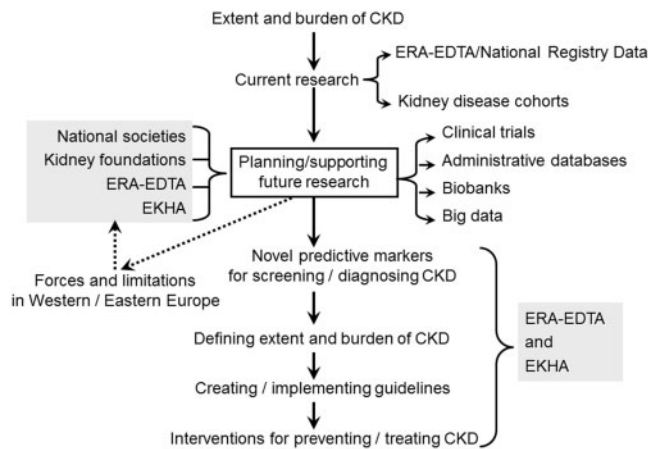 Extent and burden of CKD
Current research
ERA-EDTA/National Registry Data
Kidney disease cohorts
National societies
Kidney foundations
ERA-EDTA
EKHA
Planning/supporting
future research
Clinical trials
Administrative databases
Biobanks
Big data
Forces and limitations
in Western / Eastern Europe
Novel predictive markers
for screening / diagnosing CKD
Defining extent and burden of CKD
Creating / implementing guidelines
Interventions for preventing / treating CKD
ERA-EDTA
and
EKHA